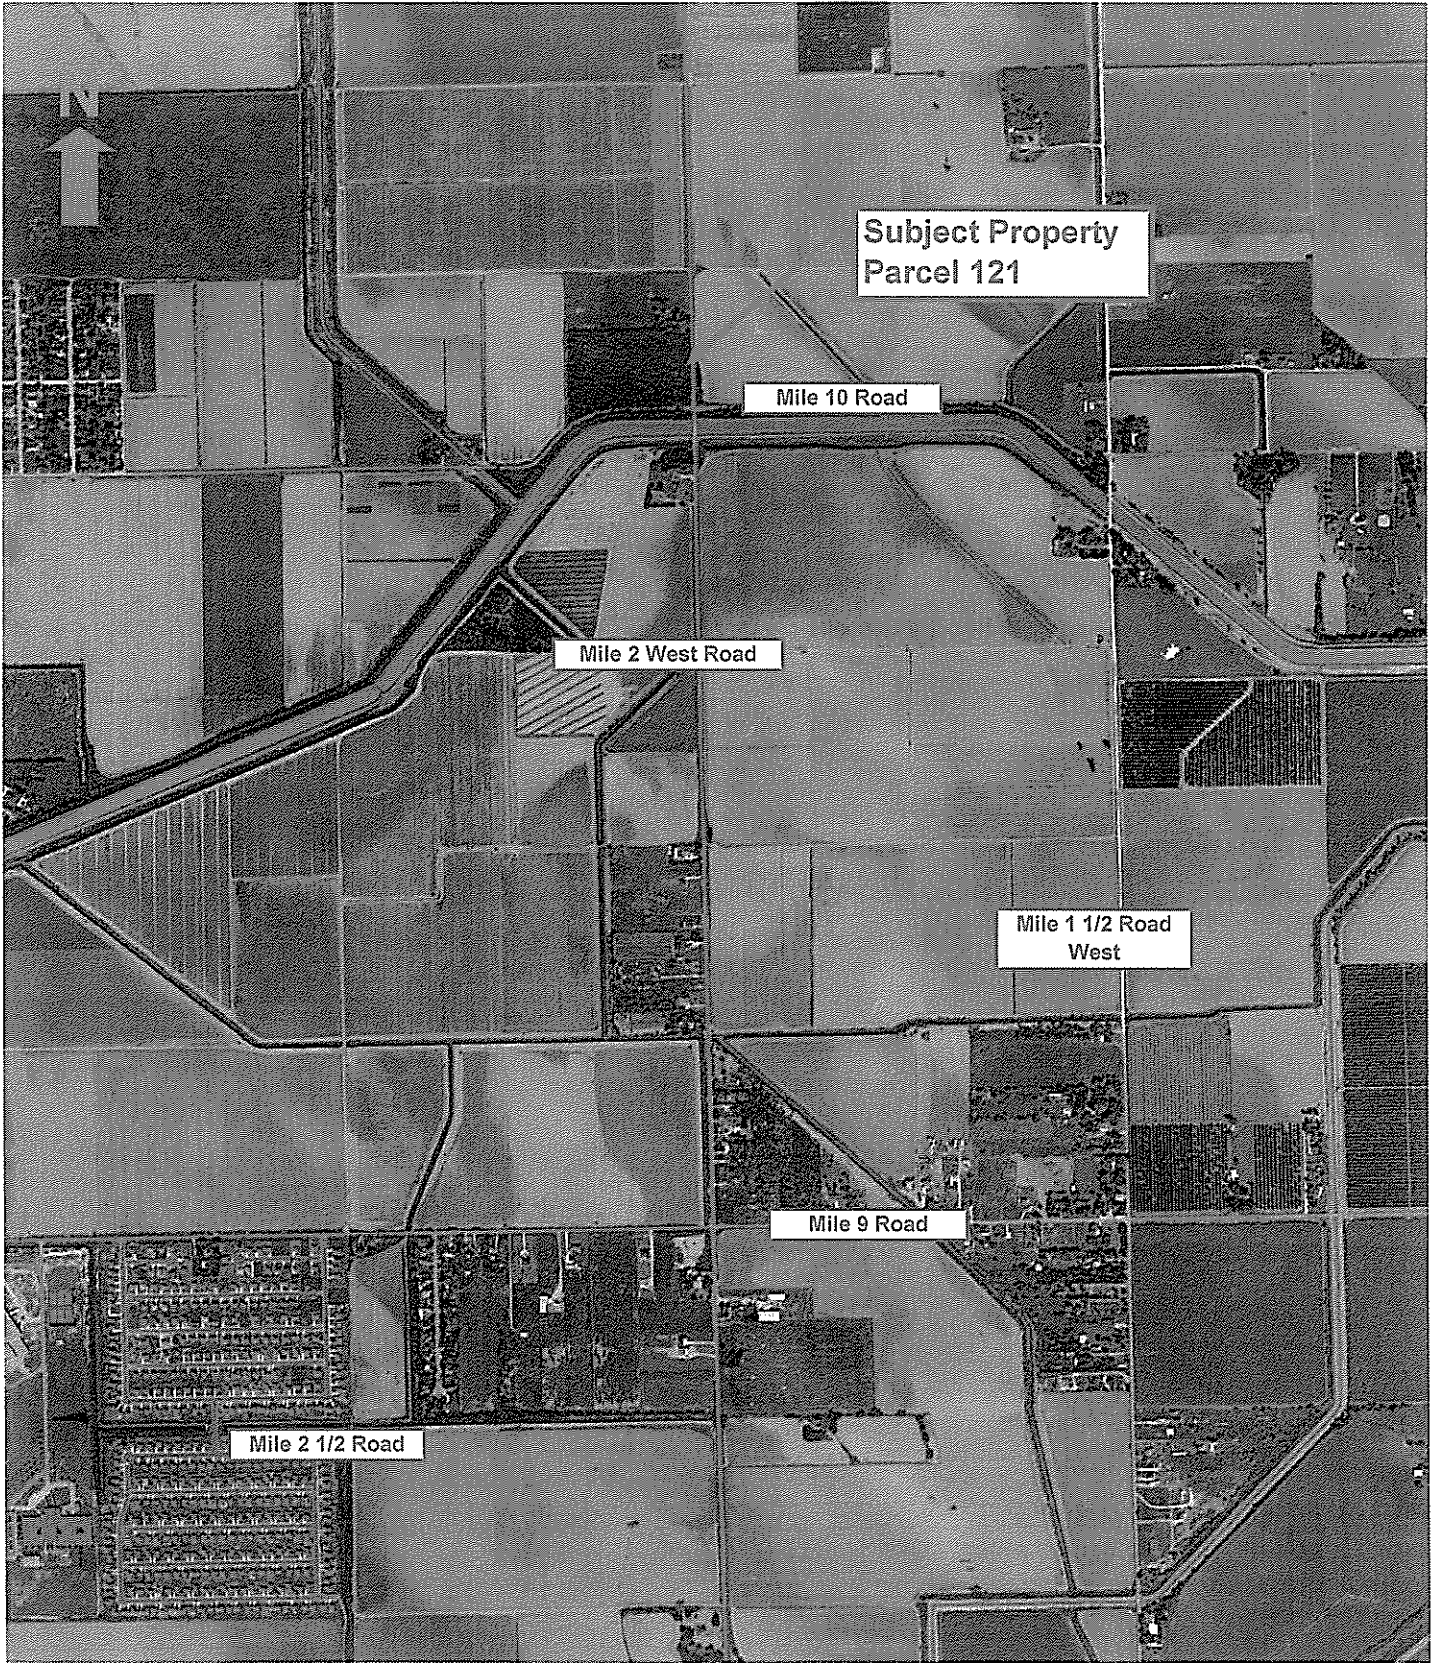 N
Subject Property
Parcel 121
Mile 10 Road
Mile 2 West Road
Mile 1 1/2 Road
West
Mile 9 Road
Mile 2 1/2 Road